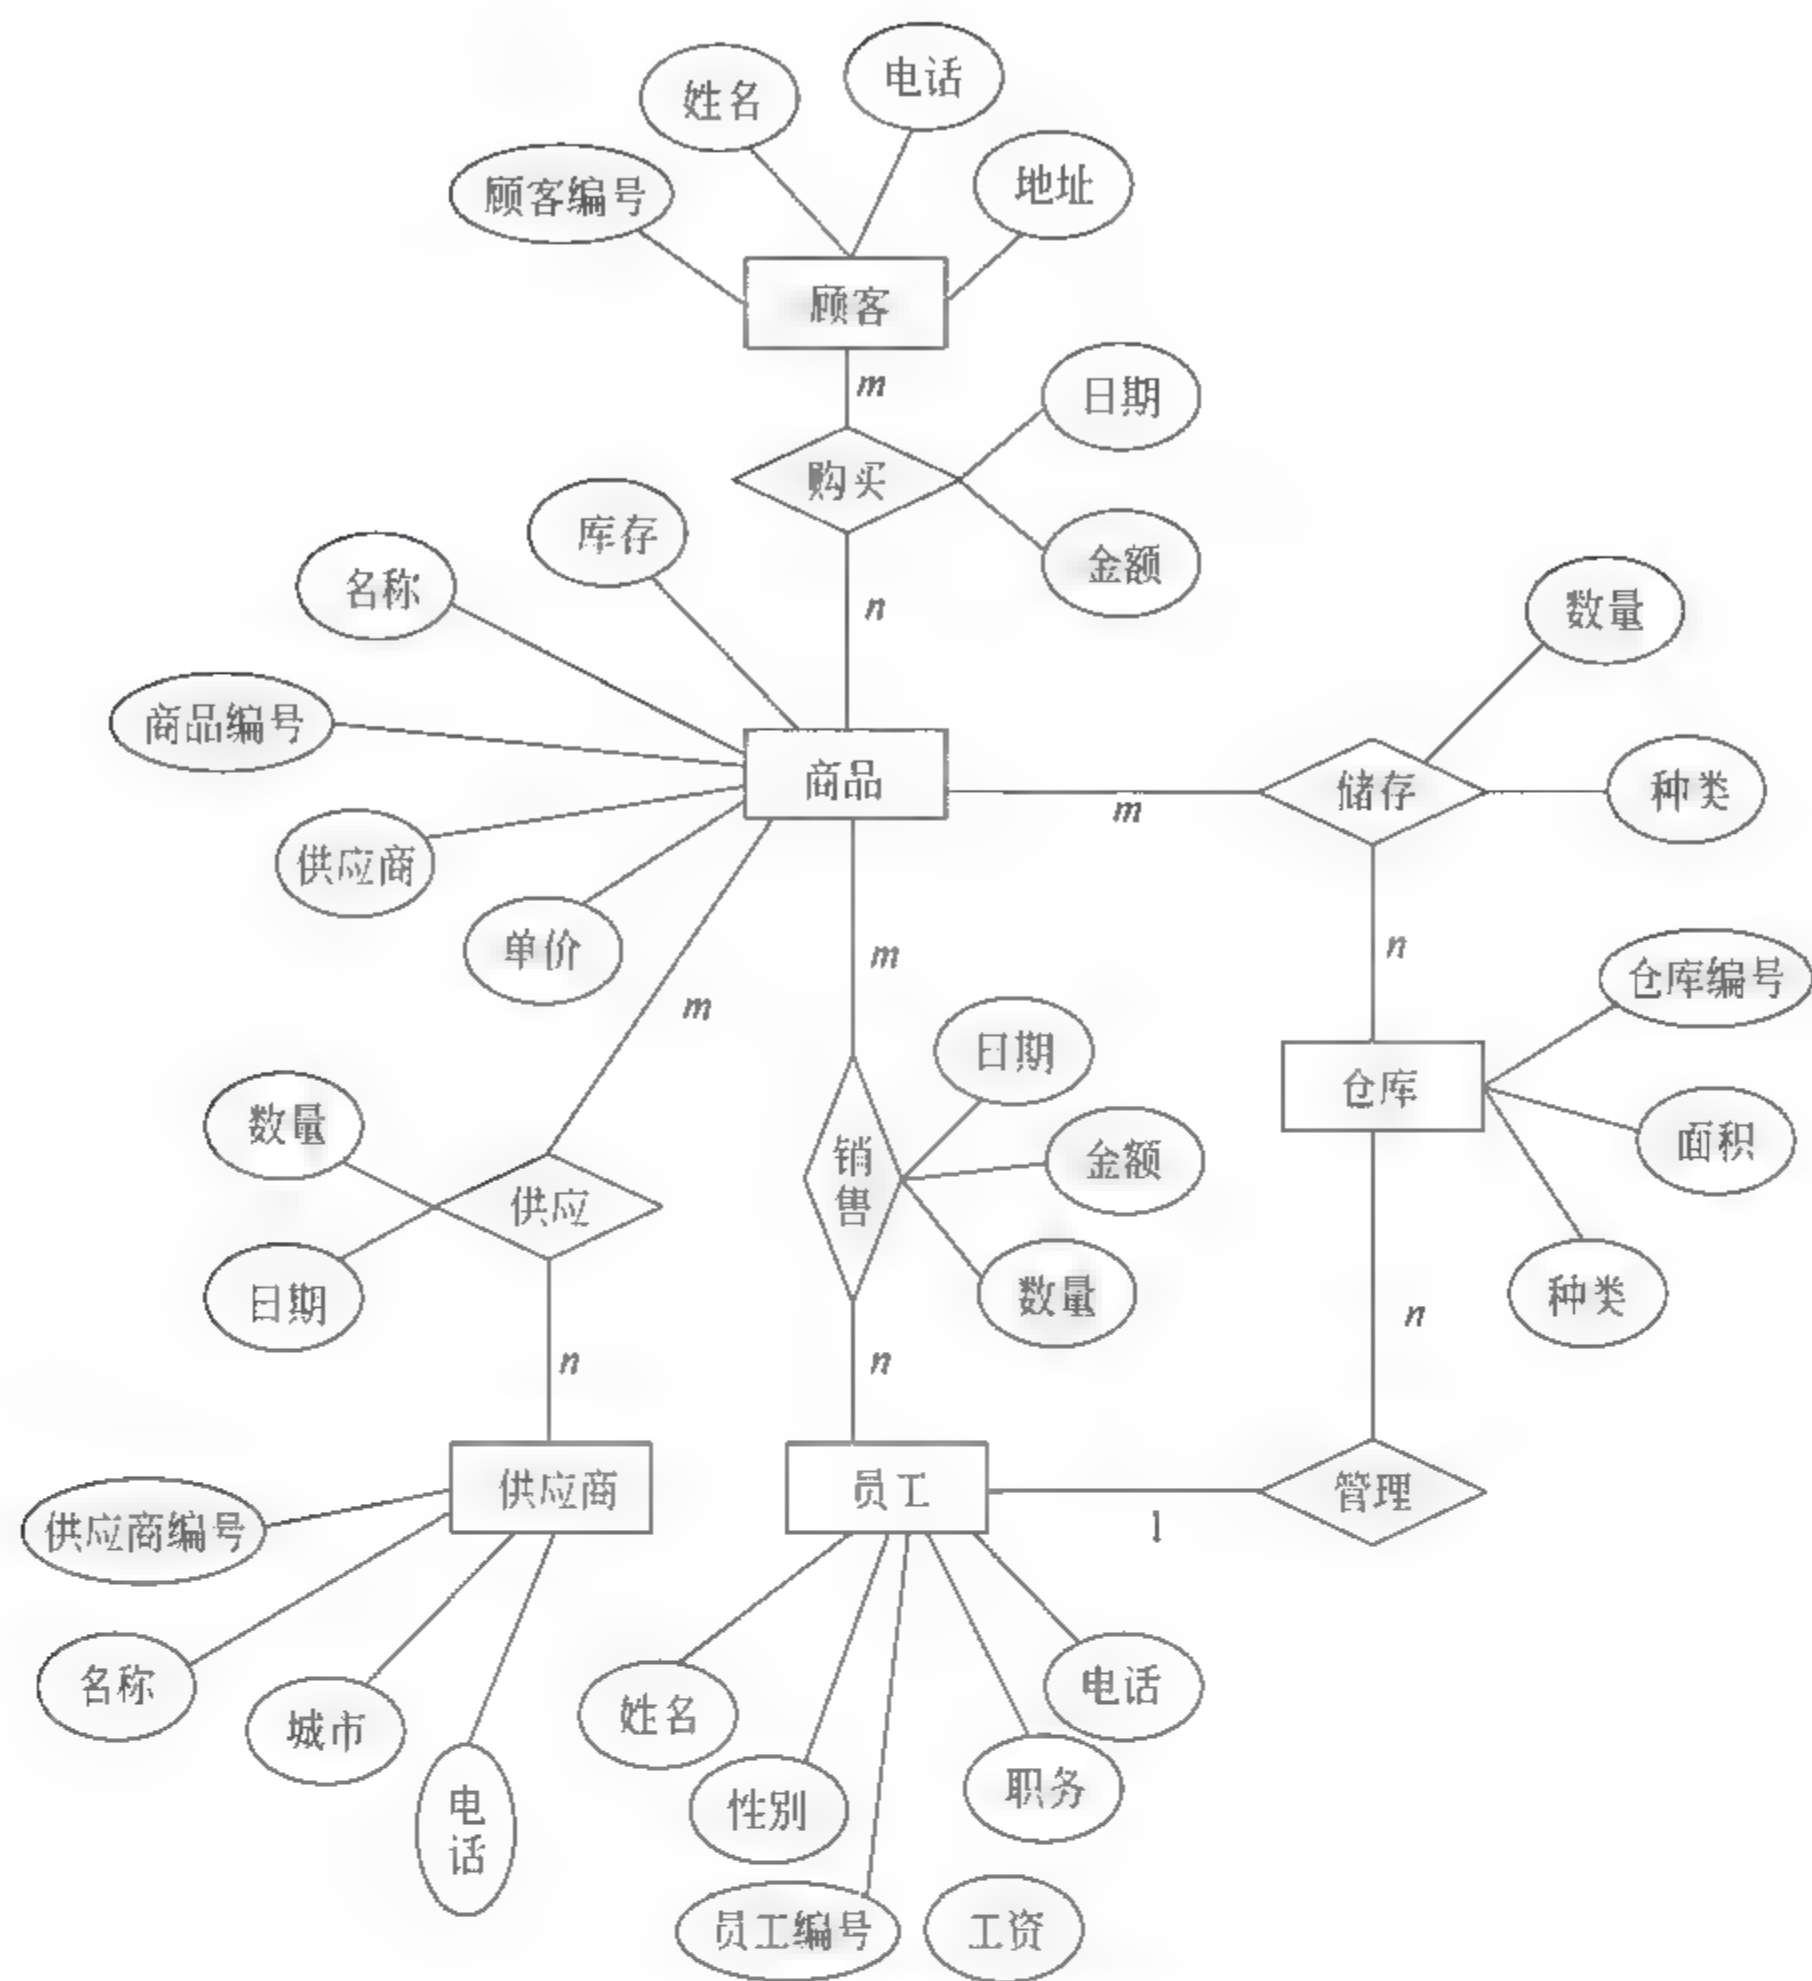 姓名
电话
顾客编号
地址
顾客
m
日期
购买
库存
金额
名称
n
数量
商品编号
商品
储存
种类
m
供应商
单价
m
n
仓库编号
m
日期
仓库
数量
销
售
金额
面积
供应
日期
数量
种类
n
n
n
供应商
员工
管理
供应商编号
1
名称
城市
姓名
电话
电
话
性别
职务
员工编号
工资